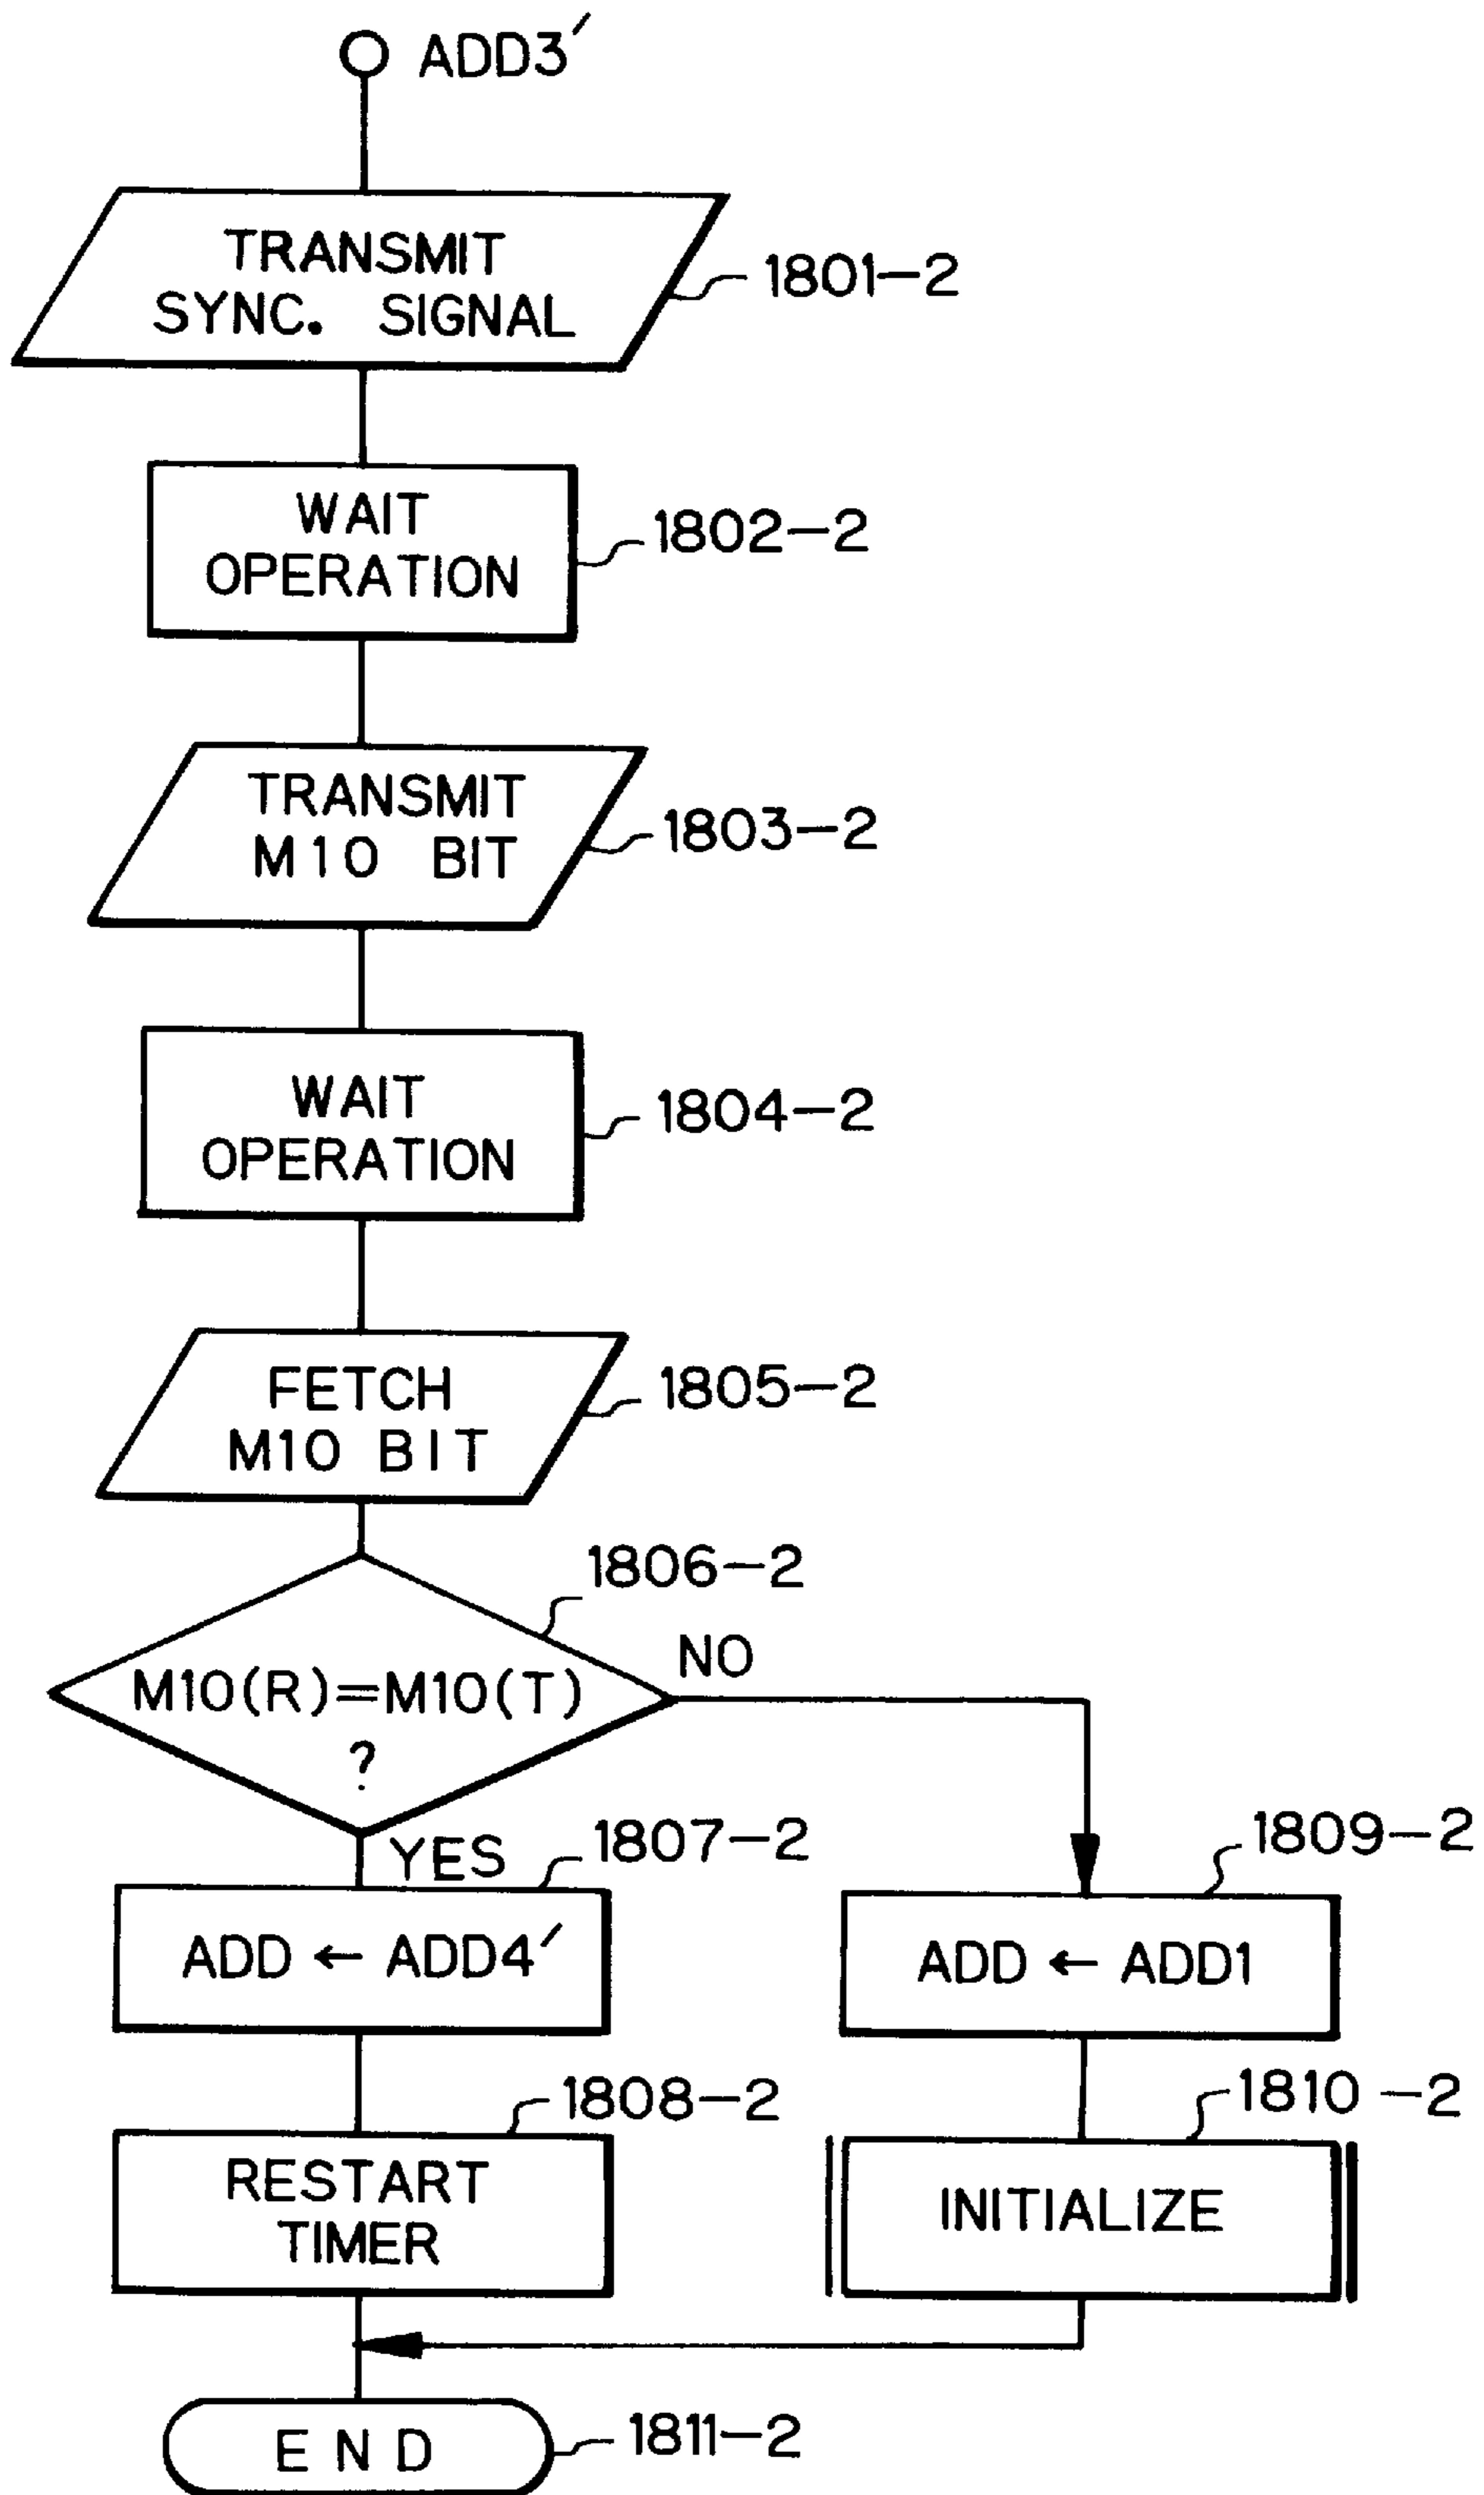 ADD3′
TRANSMIT
SYNC. SIGNAL
1801-2
WAIT
OPERATION
1802-2
TRANSMIT
M10 BIT
1803-2
WAIT
OPERATION
1804-2
FETCH
M10 BIT
1805-2
1806-2
M10(R)=M10(T)
?
NO
YES
1807-2
1809-2
ADD ← ADD4′
ADD ← ADD1
1808-2
1810-2
RESTART
TIMER
INITIALIZE
END
1811-2